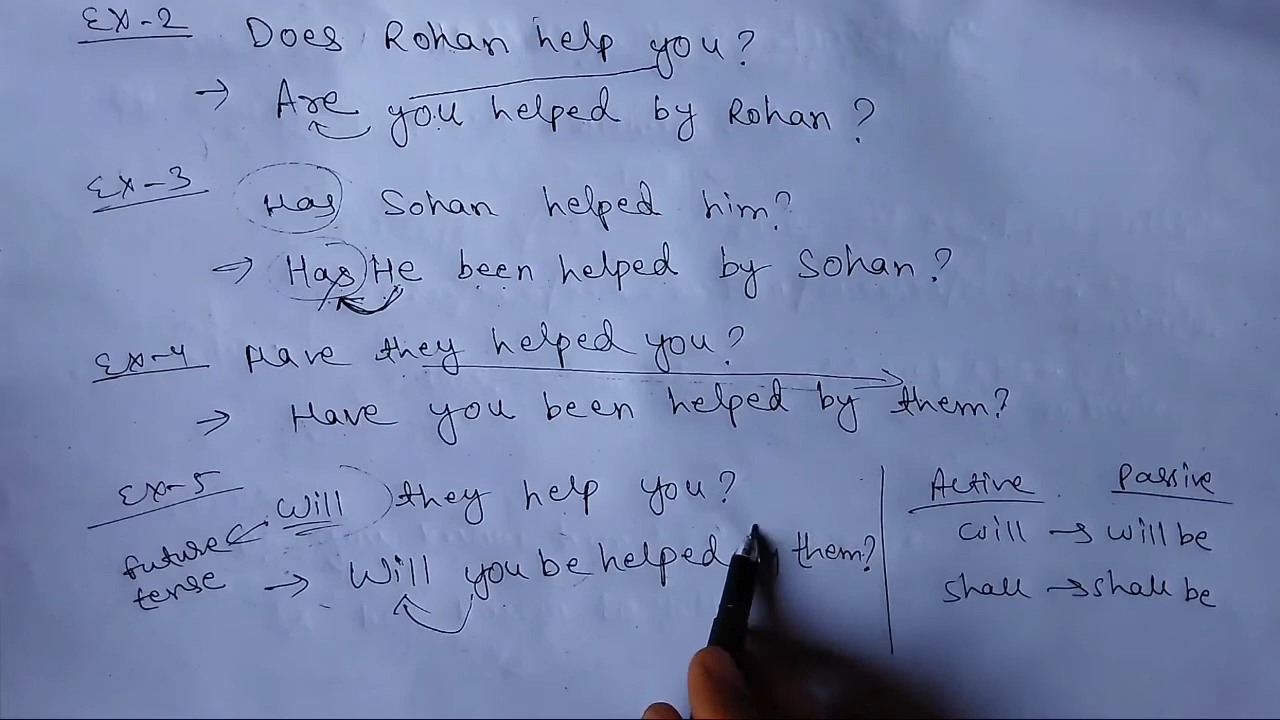 Ex-2 Does Rohan help you?
→ Are you helped by Rohan?
Ex-3 Has Sohan helped him?
→ Has He been helped by Sohan?
Ex-4 Have they helped you?
→ Have you been helped by them?
Ex-5 Will they help you?
future tense
→ Will you be helped them?
Active Passive
will → will be
shall → shall be